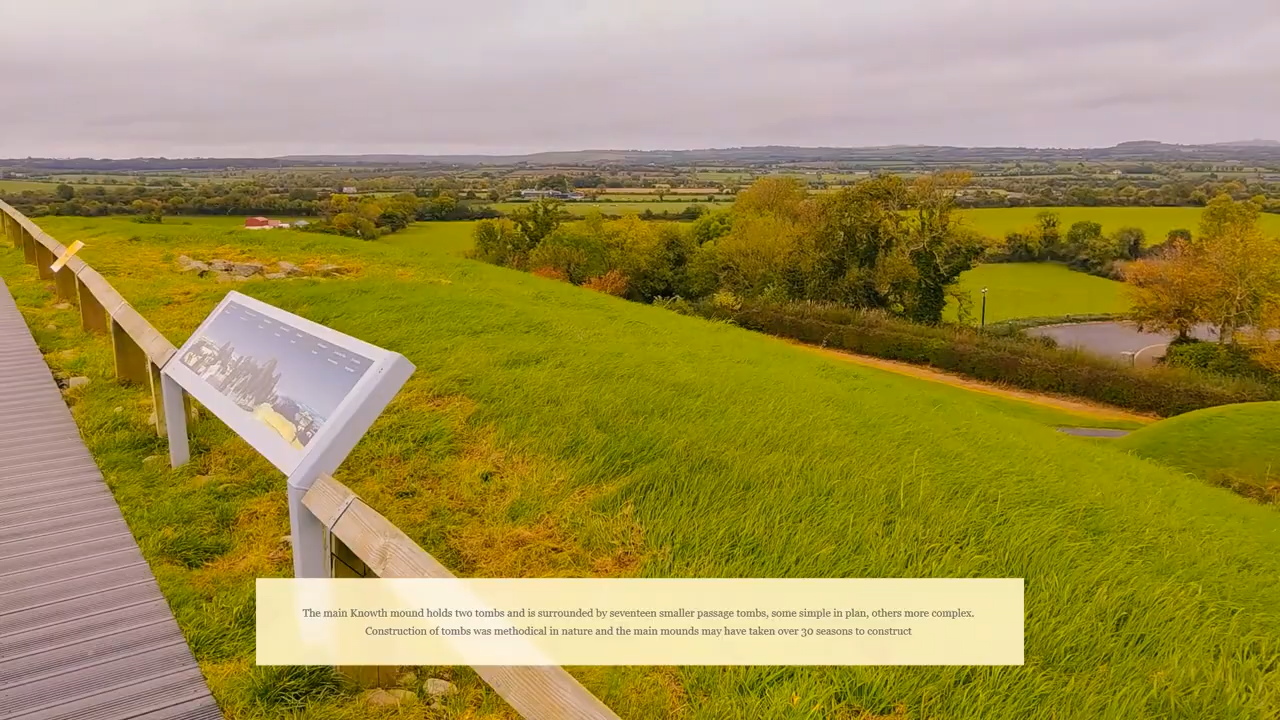 The main Knowth mound holds two tombs and is surrounded by seventeen smaller passage tombs, some simple in plan, others more complex.
Construction of tombs was methodical in nature and the main mounds may have taken over 30 seasons to construct